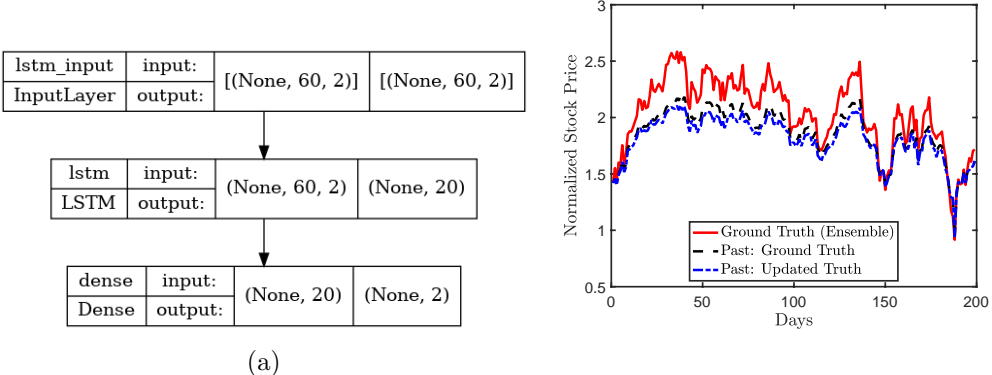 lstm_input input: [(None, 60, 2)] [(None, 60, 2)]
InputLayer output:
lstm input: (None, 60, 2) (None, 20)
LSTM output:
dense input: (None, 20) (None, 2)
Dense output:
(a)
3
2.5
2
1.5
1
0.5
Normalized Stock Price
Ground Truth (Ensemble)
Past: Ground Truth
Past: Updated Truth
0 50 100 150 200
Days